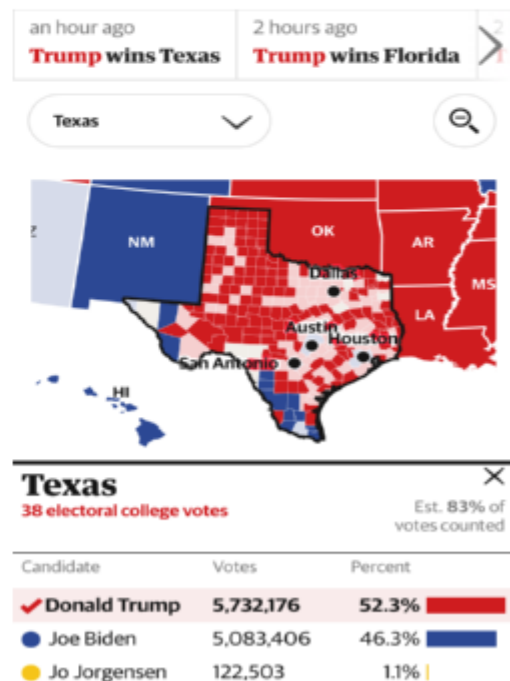 an hour ago
Trump wins Texas
2 hours ago
Trump wins Florida
2
Texas
NM
OK
AR
MS
LA
Dallas
Austin
Houston
San Antonio
HI
Texas
38 electoral college votes
Est. 83% of
votes counted
Candidate Votes Percent
Donald Trump 5,732,176 52.3%
Joe Biden 5,083,406 46.3%
Jo Jorgensen 122,503 1.1%